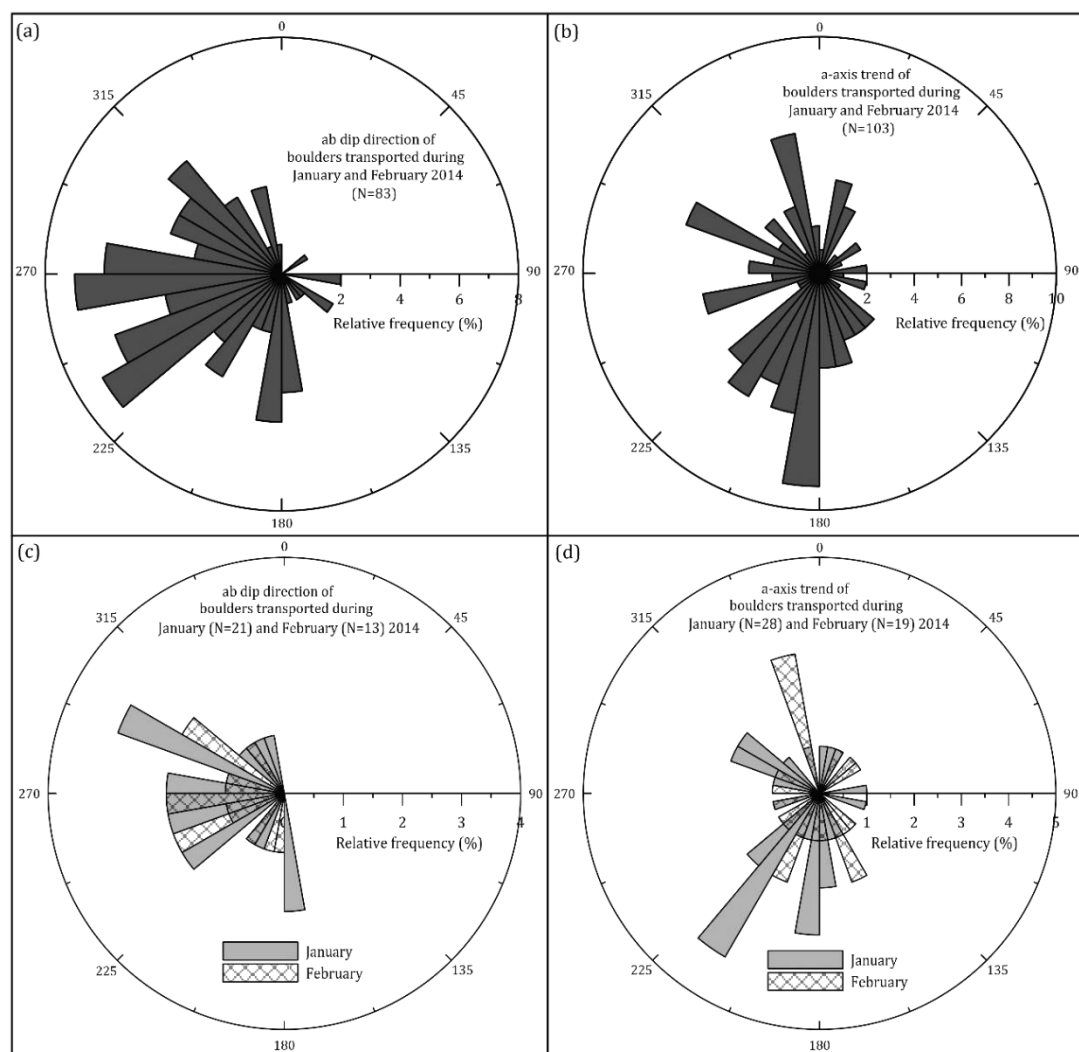 (a)
0
45
90
135
180
225
270
315
ab dip direction of
boulders transported during
January and February 2014
(N=83)
2
4
6
8
Relative frequency (%)
(b)
0
45
90
135
180
225
270
315
a-axis trend of
boulders transported during
January and February 2014
(N=103)
2
4
6
8
10
Relative frequency (%)
(c)
0
45
90
135
180
225
270
315
ab dip direction of
boulders transported during
January (N=21) and February (N=13) 2014
1
2
3
4
Relative frequency (%)
January
February
(d)
0
45
90
135
180
225
270
315
a-axis trend of
boulders transported during
January (N=28) and February (N=19) 2014
1
2
3
4
5
Relative frequency (%)
January
February